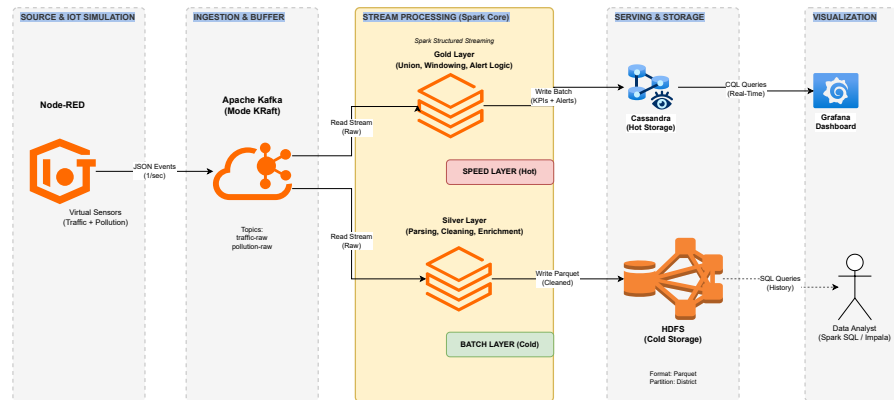 SOURCE & IOT SIMULATION
Node-RED
Virtual Sensors
(Traffic + Pollution)
JSON Events
(1/sec)
INGESTION & BUFFER
Apache Kafka
(Mode KRaft)
Topics:
traffic-raw
pollution-raw
Read Stream
(Raw)
Read Stream
(Raw)
STREAM PROCESSING (Spark Core)
Spark Structured Streaming
Gold Layer
(Union, Windowing, Alert Logic)
SPEED LAYER (Hot)
Silver Layer
(Parsing, Cleaning, Enrichment)
BATCH LAYER (Cold)
Write Batch
(KPIs + Alerts)
Write Parquet
(Cleaned)
SERVING & STORAGE
Cassandra
(Hot Storage)
HDFS
(Cold Storage)
Format: Parquet
Partition: District
CQL Queries
(Real-Time)
SQL Queries
(History)
VISUALIZATION
Grafana
Dashboard
Data Analyst
(Spark SQL / Impala)